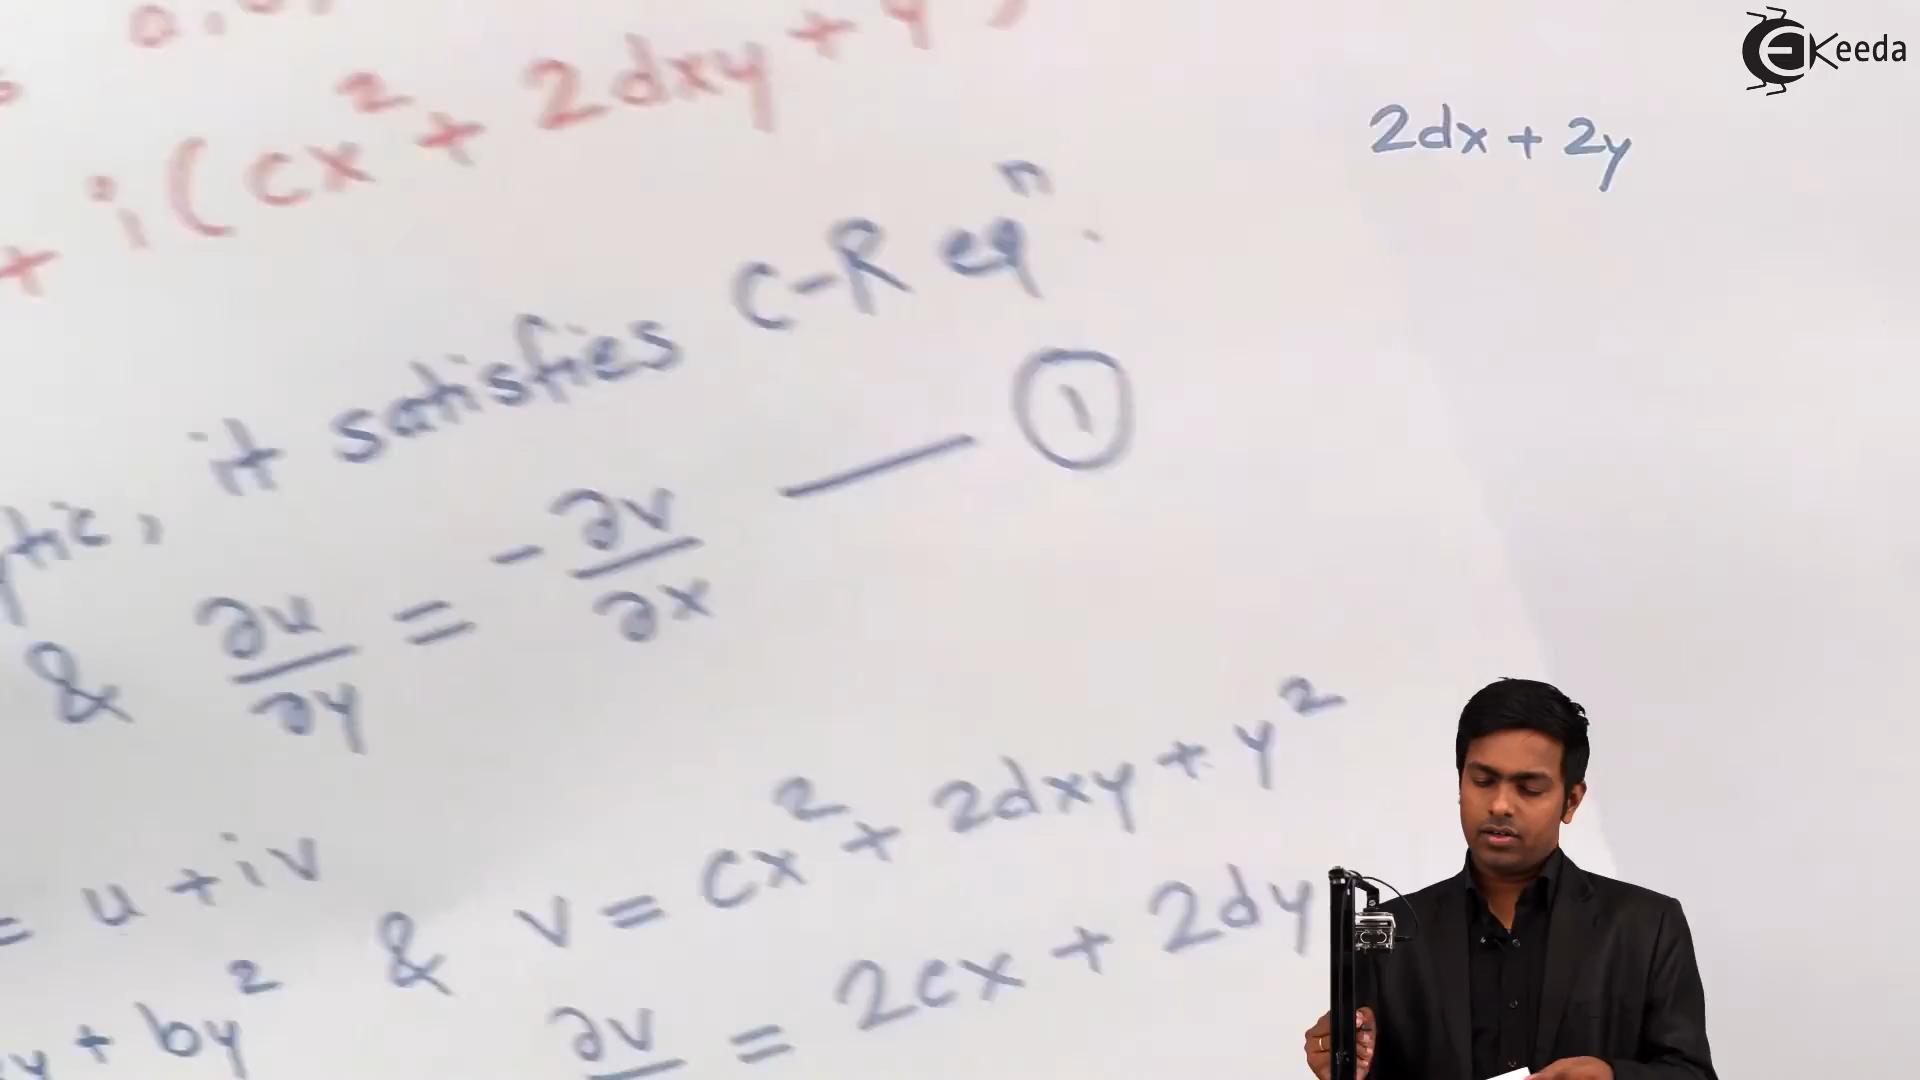 i(cx² + 2dxy + y
it satisfies C-R eqⁿ.
& ∂u/∂y = -∂v/∂x —— ①
= u + iv
& v = cx² + 2dxy + y²
+ by²
∂v = 2cx + 2dy
2dx + 2y
EKeeda